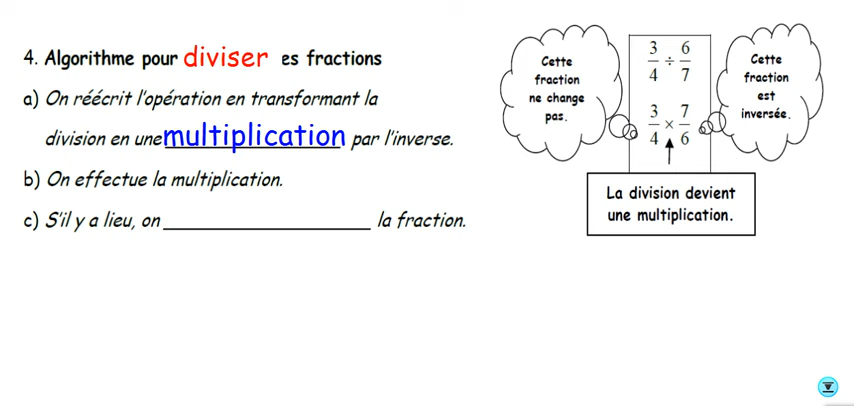 4. Algorithme pour diviser es fractions
a) On réécrit l'opération en transformant la
division en une multiplication par l'inverse.
b) On effectue la multiplication.
c) S'il y a lieu, on ____________________ la fraction.
Cette
fraction
ne change
pas.
3/4 ÷ 6/7
3/4 × 7/6
Cette
fraction
est
inversée.
La division devient
une multiplication.